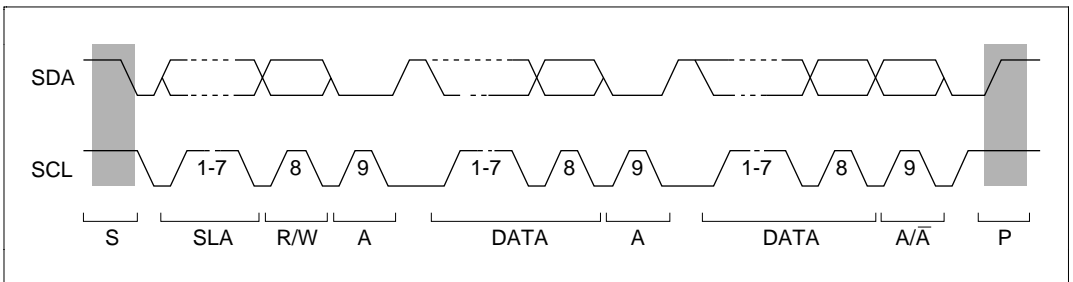 SDA
SCL 1-7 8 9 1-7 8 9 1-7 8 9
S SLA R/W A DATA A DATA A/A̅ P